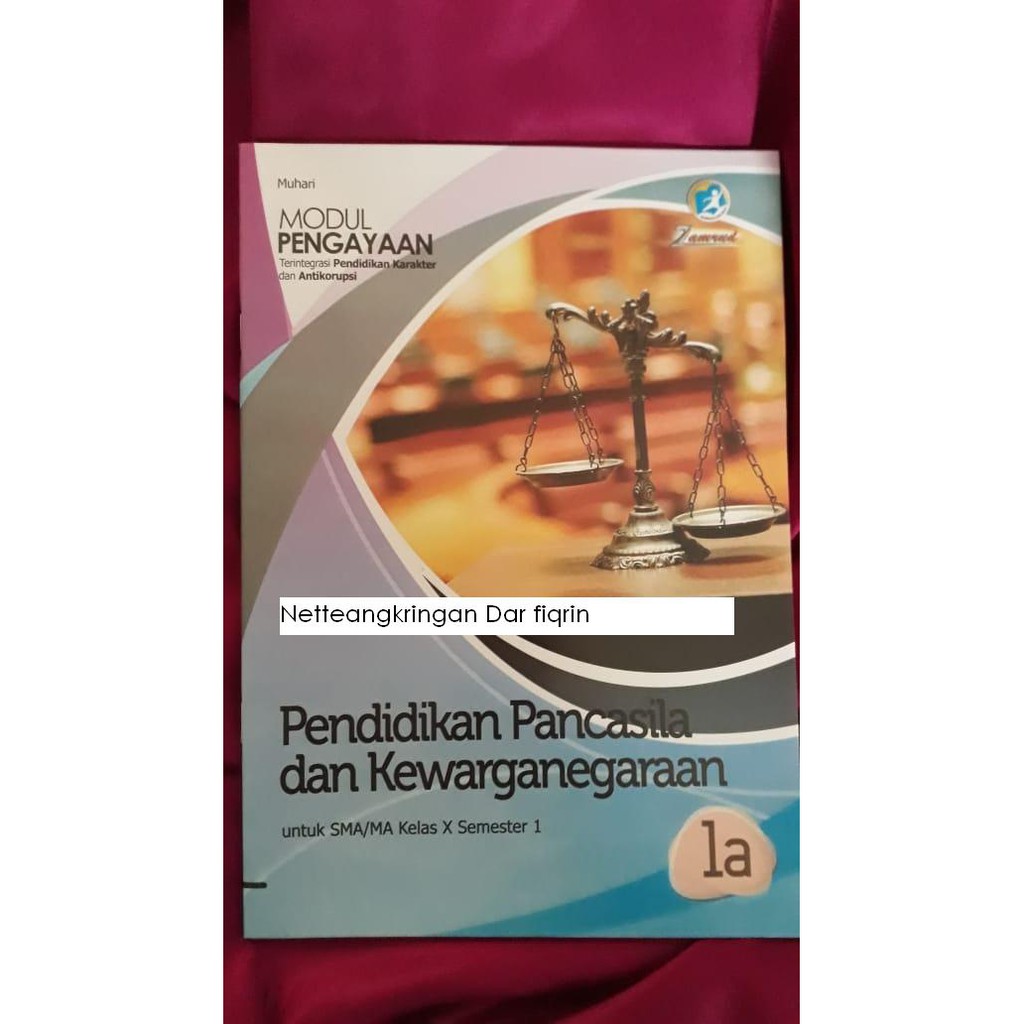 Muhari
MODUL
PENGAYAAN
Terintegrasi Pendidikan Karakter
dan Antikorupsi
Zamrud
Netteangkringan Dar fiqrin
Pendidikan Pancasila
dan Kewarganegaraan
untuk SMA/MA Kelas X Semester 1
1a